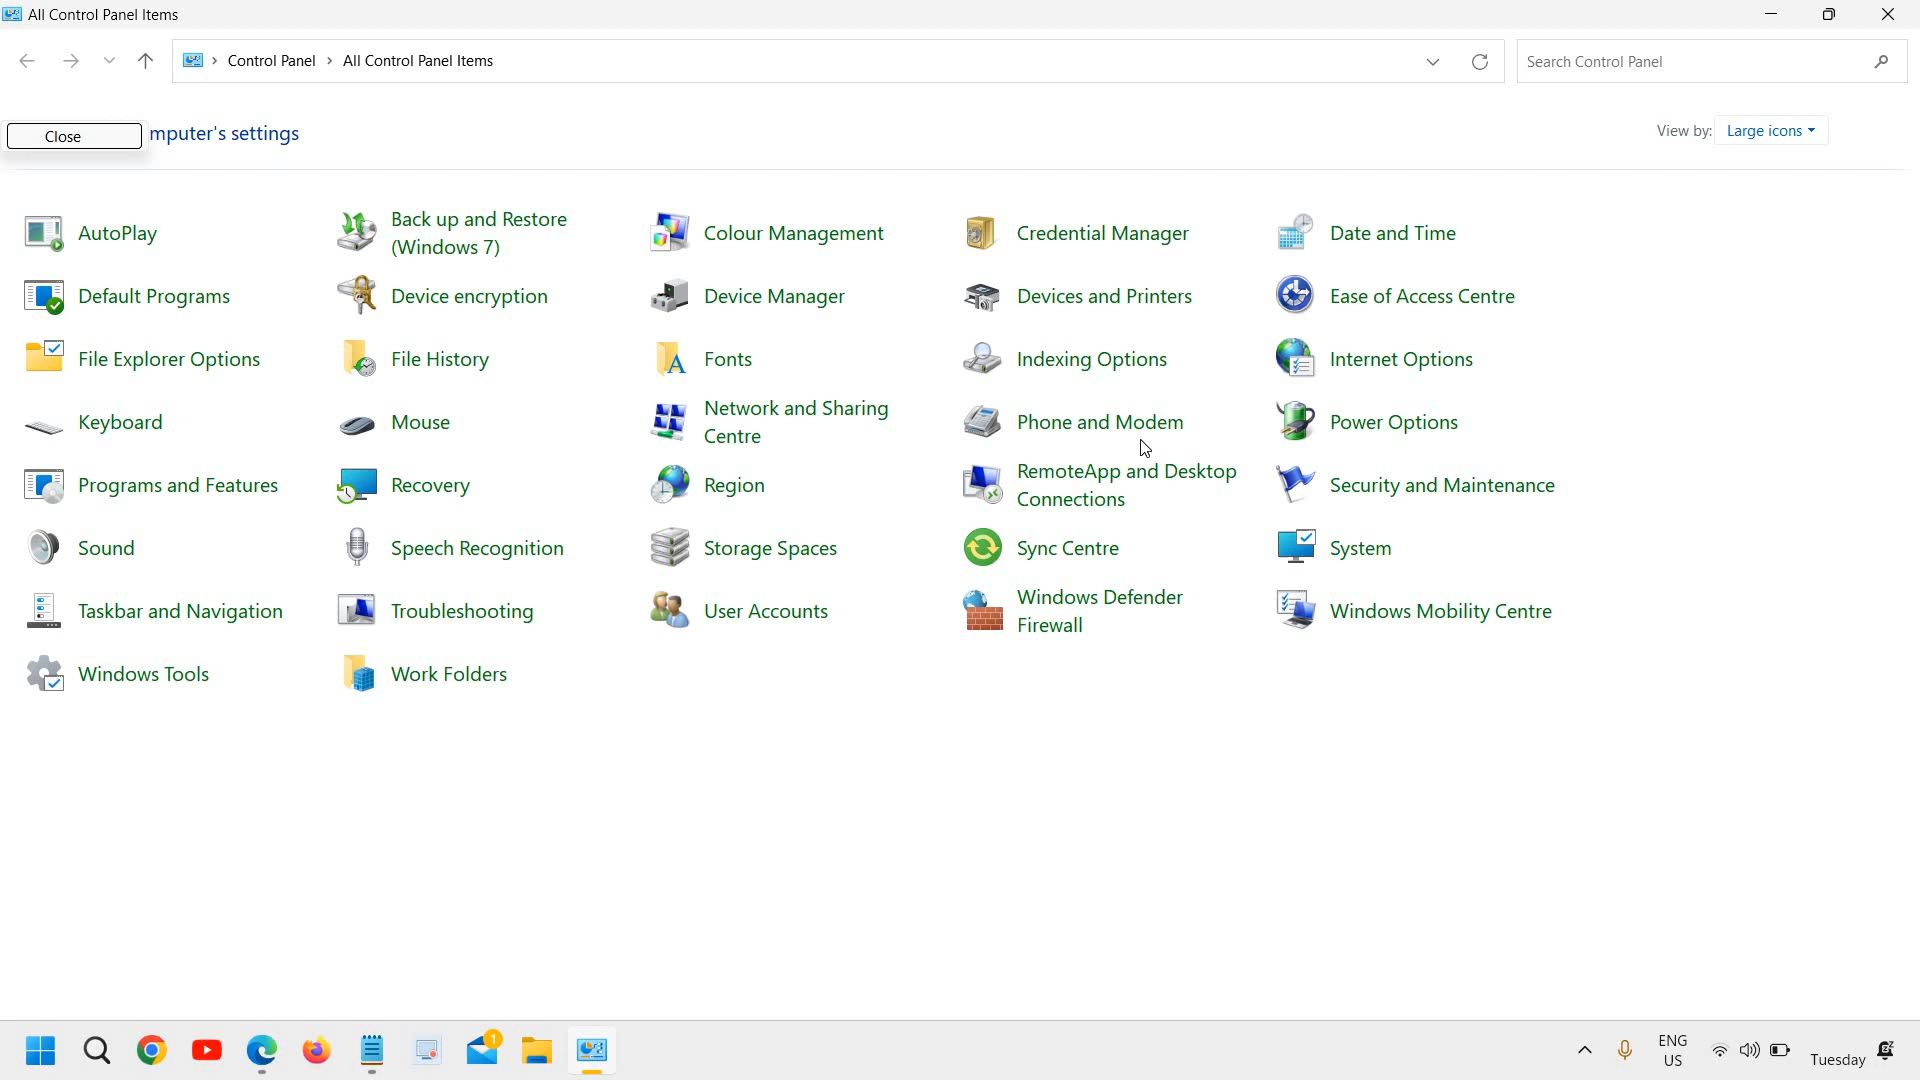 All Control Panel Items
Control Panel > All Control Panel Items
Search Control Panel
Close
mputer's settings
View by: Large icons
AutoPlay
Back up and Restore
(Windows 7)
Colour Management
Credential Manager
Date and Time
Default Programs
Device encryption
Device Manager
Devices and Printers
Ease of Access Centre
File Explorer Options
File History
Fonts
Indexing Options
Internet Options
Keyboard
Mouse
Network and Sharing
Centre
Phone and Modem
Power Options
Programs and Features
Recovery
Region
RemoteApp and Desktop
Connections
Security and Maintenance
Sound
Speech Recognition
Storage Spaces
Sync Centre
System
Taskbar and Navigation
Troubleshooting
User Accounts
Windows Defender
Firewall
Windows Mobility Centre
Windows Tools
Work Folders
1
ENG
US
Tuesday